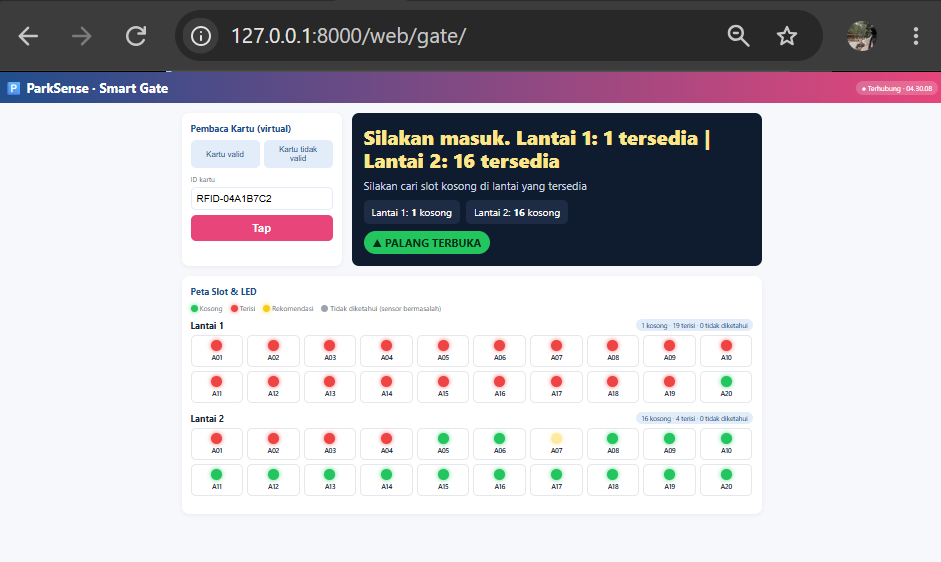 127.0.0.1:8000/web/gate/
P ParkSense · Smart Gate
● Terhubung · 04.30.08
Pembaca Kartu (virtual)
Kartu valid
Kartu tidak
valid
ID kartu
RFID-04A1B7C2
Tap
Silakan masuk. Lantai 1: 1 tersedia |
Lantai 2: 16 tersedia
Silakan cari slot kosong di lantai yang tersedia
Lantai 1: 1 kosong
Lantai 2: 16 kosong
▲ PALANG TERBUKA
Peta Slot & LED
Kosong Terisi Rekomendasi Tidak diketahui (sensor bermasalah)
Lantai 1
1 kosong · 19 terisi · 0 tidak diketahui
A01 A02 A03 A04 A05 A06 A07 A08 A09 A10
A11 A12 A13 A14 A15 A16 A17 A18 A19 A20
Lantai 2
16 kosong · 4 terisi · 0 tidak diketahui
A01 A02 A03 A04 A05 A06 A07 A08 A09 A10
A11 A12 A13 A14 A15 A16 A17 A18 A19 A20